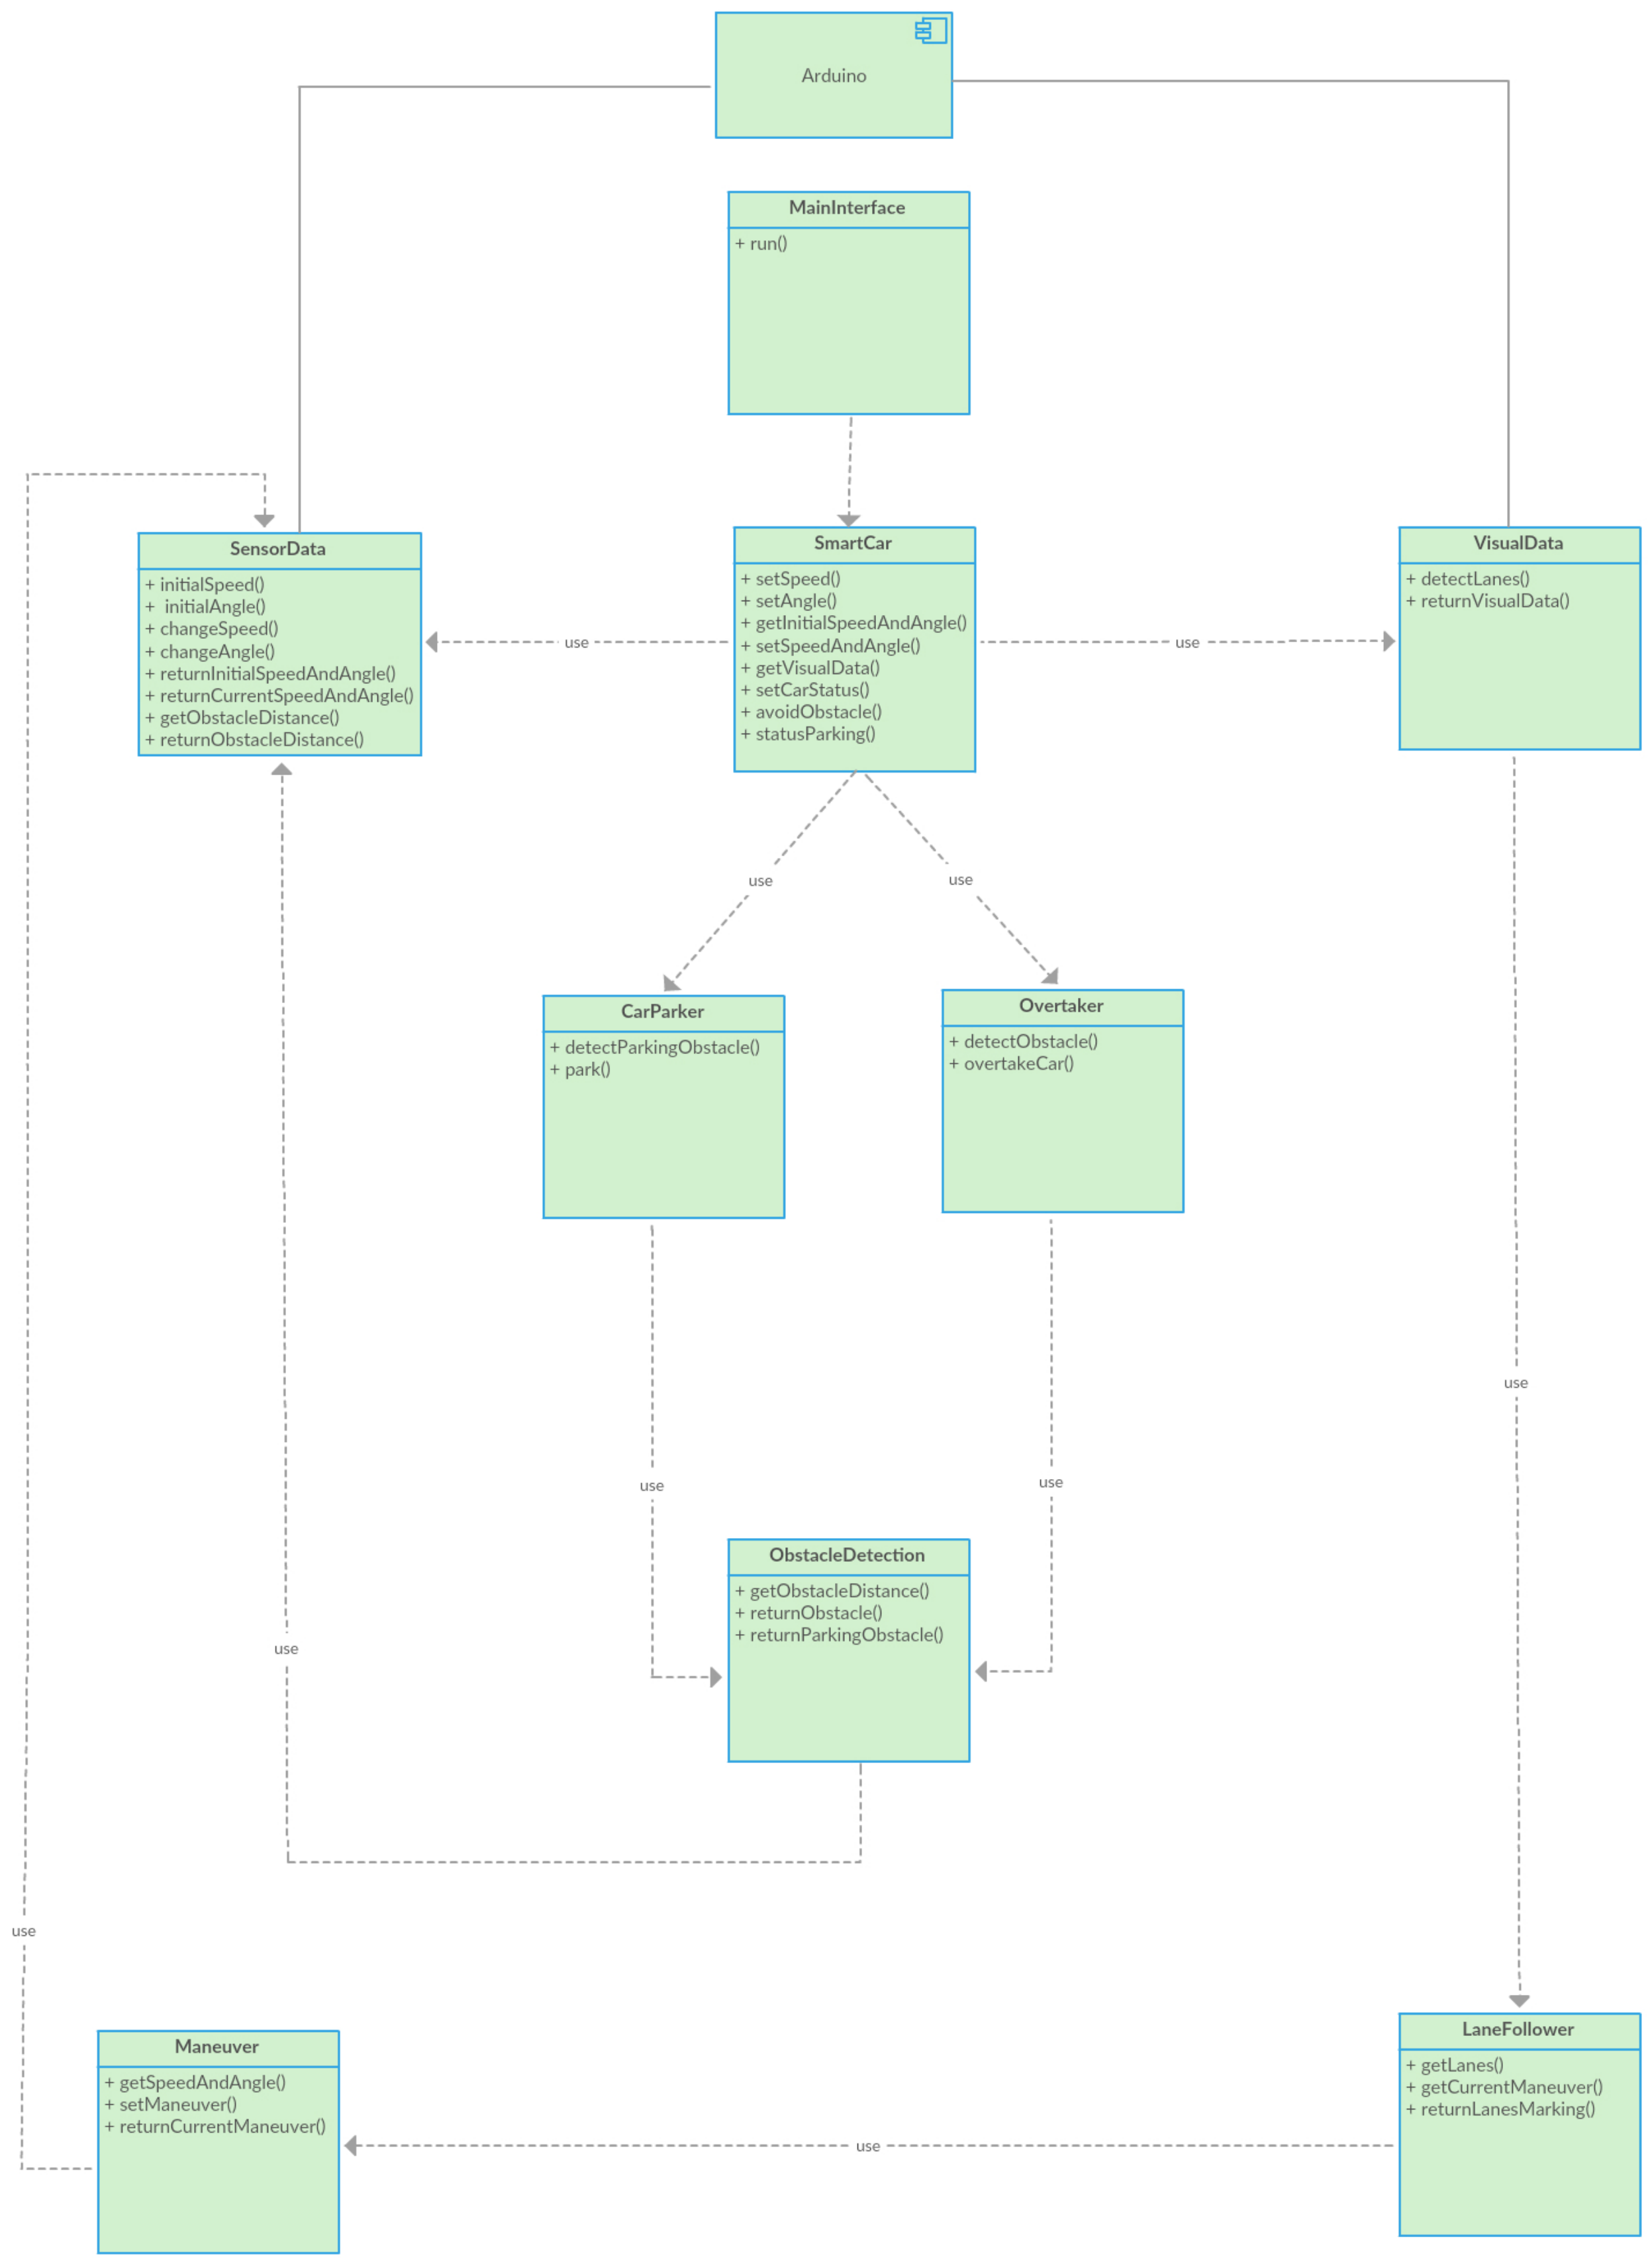 Arduino
MainInterface
+ run()
SensorData
+ initialSpeed()
+  initialAngle()
+ changeSpeed()
+ changeAngle()
+ returnInitialSpeedAndAngle()
+ returnCurrentSpeedAndAngle()
+ getObstacleDistance()
+ returnObstacleDistance()
use
SmartCar
+ setSpeed()
+ setAngle()
+ getInitialSpeedAndAngle()
+ setSpeedAndAngle()
+ getVisualData()
+ setCarStatus()
+ avoidObstacle()
+ statusParking()
use
VisualData
+ detectLanes()
+ returnVisualData()
use
use
CarParker
+ detectParkingObstacle()
+ park()
Overtaker
+ detectObstacle()
+ overtakeCar()
use
use
use
ObstacleDetection
+ getObstacleDistance()
+ returnObstacle()
+ returnParkingObstacle()
use
use
Maneuver
+ getSpeedAndAngle()
+ setManeuver()
+ returnCurrentManeuver()
use
LaneFollower
+ getLanes()
+ getCurrentManeuver()
+ returnLanesMarking()